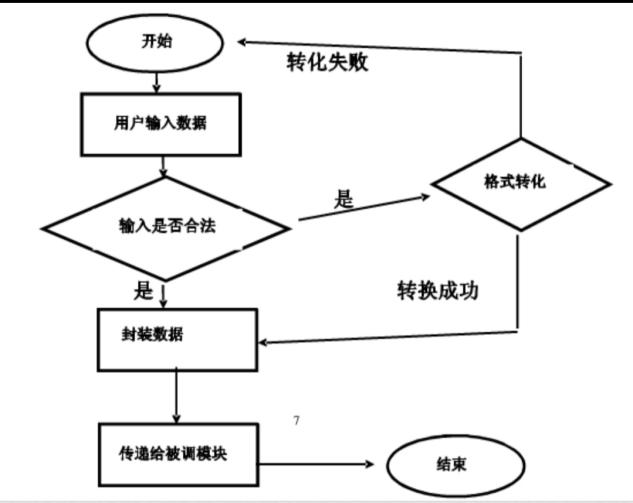 开始
转化失败
用户输入数据
格式转化
输入是否合法
是
是
转换成功
封装数据
7
传递给被调模块
结束